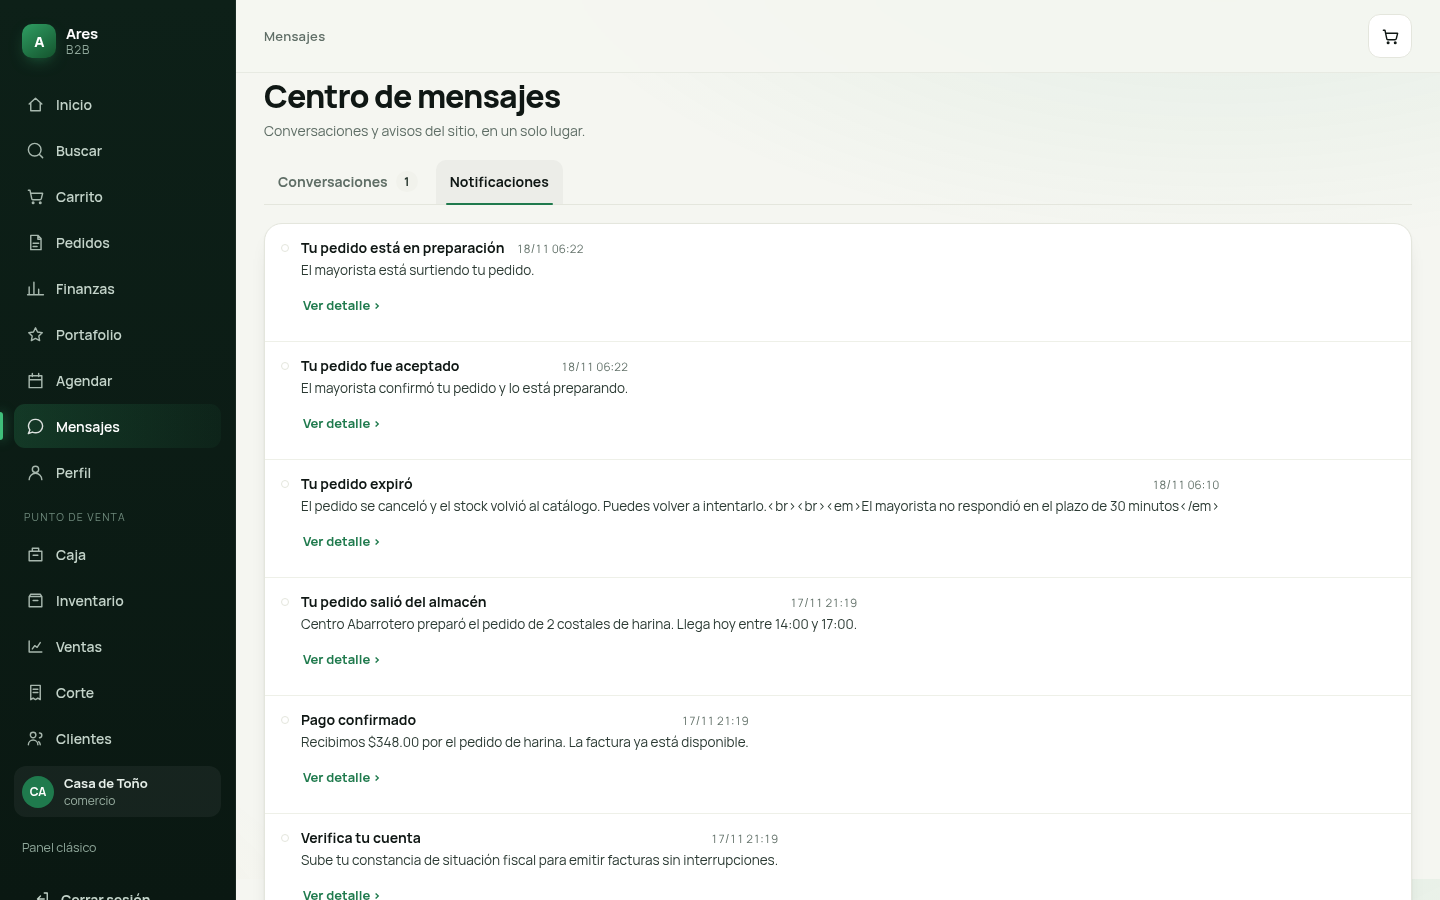 A
Ares
B2B
Inicio
Buscar
Carrito
Pedidos
Finanzas
Portafolio
Agendar
Mensajes
Perfil
PUNTO DE VENTA
Caja
Inventario
Ventas
Corte
Clientes
CA
Casa de Toño
comercio
Panel clásico
Cerrar sesión
Mensajes
Centro de mensajes
Conversaciones y avisos del sitio, en un solo lugar.
Conversaciones 1 Notificaciones
Tu pedido está en preparación 18/11 06:22
El mayorista está surtiendo tu pedido.
Ver detalle ›
Tu pedido fue aceptado 18/11 06:22
El mayorista confirmó tu pedido y lo está preparando.
Ver detalle ›
Tu pedido expiró 18/11 06:10
El pedido se canceló y el stock volvió al catálogo. Puedes volver a intentarlo.<br><br><em>El mayorista no respondió en el plazo de 30 minutos</em>
Ver detalle ›
Tu pedido salió del almacén 17/11 21:19
Centro Abarrotero preparó el pedido de 2 costales de harina. Llega hoy entre 14:00 y 17:00.
Ver detalle ›
Pago confirmado 17/11 21:19
Recibimos $348.00 por el pedido de harina. La factura ya está disponible.
Ver detalle ›
Verifica tu cuenta 17/11 21:19
Sube tu constancia de situación fiscal para emitir facturas sin interrupciones.
Ver detalle ›